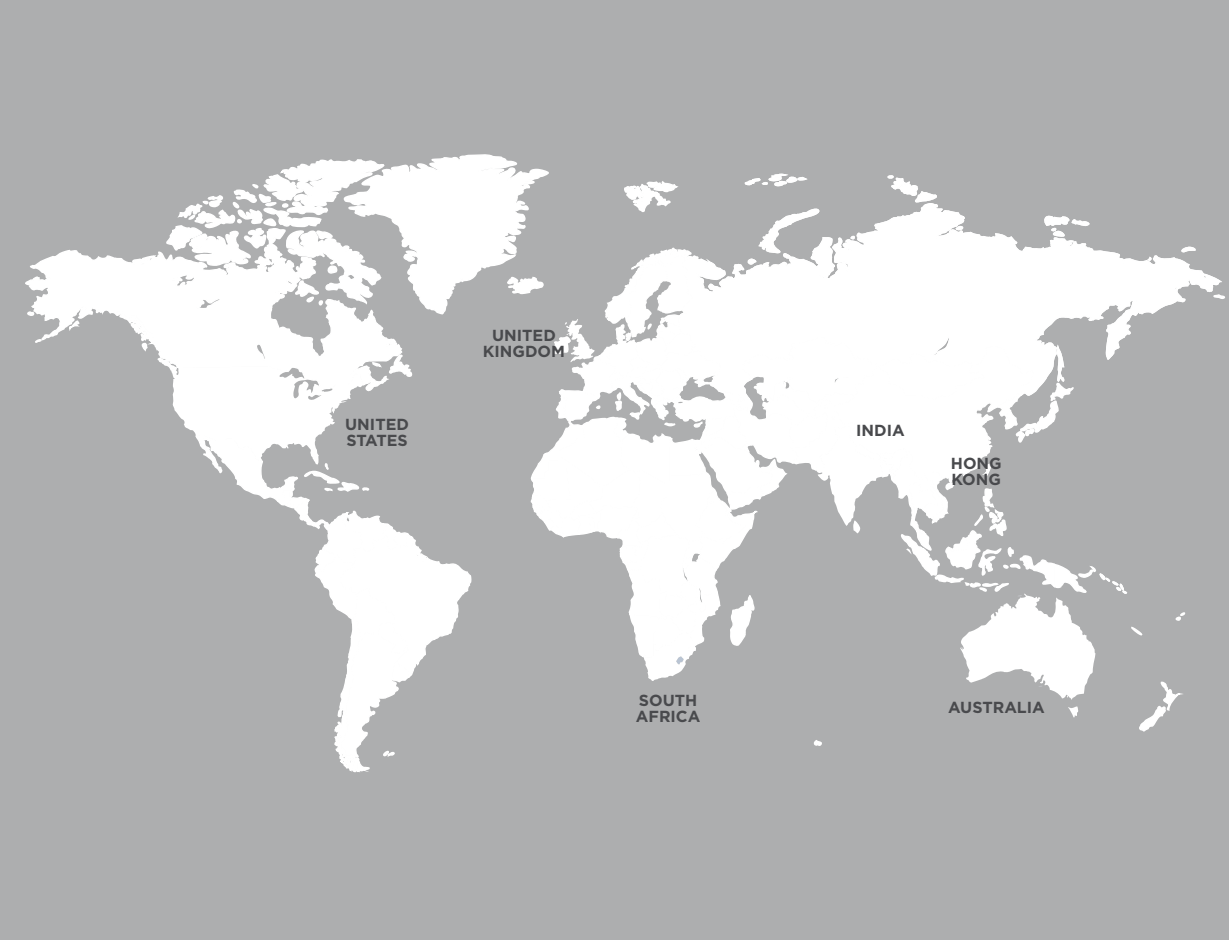 UNITED
KINGDOM
UNITED
STATES
INDIA
HONG
KONG
SOUTH
AFRICA
AUSTRALIA